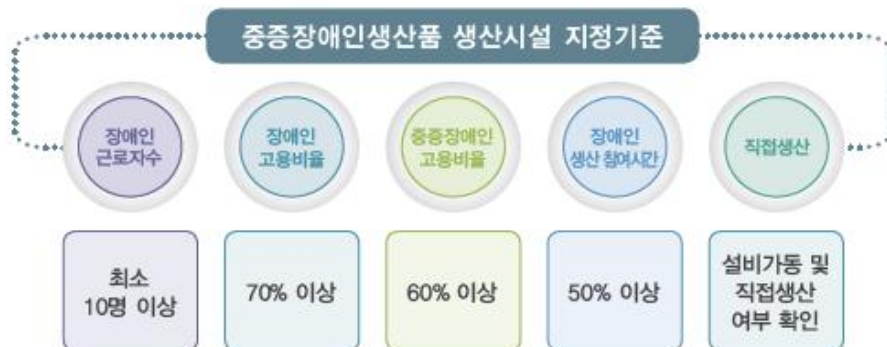 중증장애인생산품 생산시설 지정기준
장애인
근로자수
장애인
고용비율
중증장애인
고용비율
장애인
생산 참여시간
직접생산
최소
10명 이상
70% 이상
60% 이상
50% 이상
설비가동 및
직접생산
여부 확인